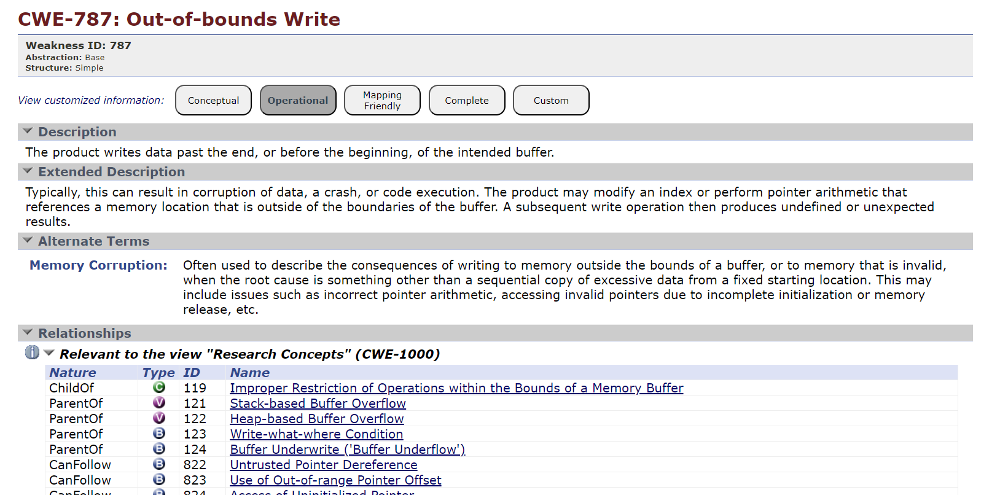 CWE-787: Out-of-bounds Write
Weakness ID: 787
Abstraction: Base
Structure: Simple
View customized information:
Conceptual
Operational
Mapping
Friendly
Complete
Custom
Description
The product writes data past the end, or before the beginning, of the intended buffer.
Extended Description
Typically, this can result in corruption of data, a crash, or code execution. The product may modify an index or perform pointer arithmetic that
references a memory location that is outside of the boundaries of the buffer. A subsequent write operation then produces undefined or unexpected
results.
Alternate Terms
Memory Corruption: Often used to describe the consequences of writing to memory outside the bounds of a buffer, or to memory that is invalid,
when the root cause is something other than a sequential copy of excessive data from a fixed starting location. This may
include issues such as incorrect pointer arithmetic, accessing invalid pointers due to incomplete initialization or memory
release, etc.
Relationships
i Relevant to the view "Research Concepts" (CWE-1000)
Nature Type ID Name
ChildOf C 119 Improper Restriction of Operations within the Bounds of a Memory Buffer
ParentOf V 121 Stack-based Buffer Overflow
ParentOf V 122 Heap-based Buffer Overflow
ParentOf B 123 Write-what-where Condition
ParentOf B 124 Buffer Underwrite ('Buffer Underflow')
CanFollow B 822 Untrusted Pointer Dereference
CanFollow B 823 Use of Out-of-range Pointer Offset
CanFollow B 824 Access of Uninitialized Pointer